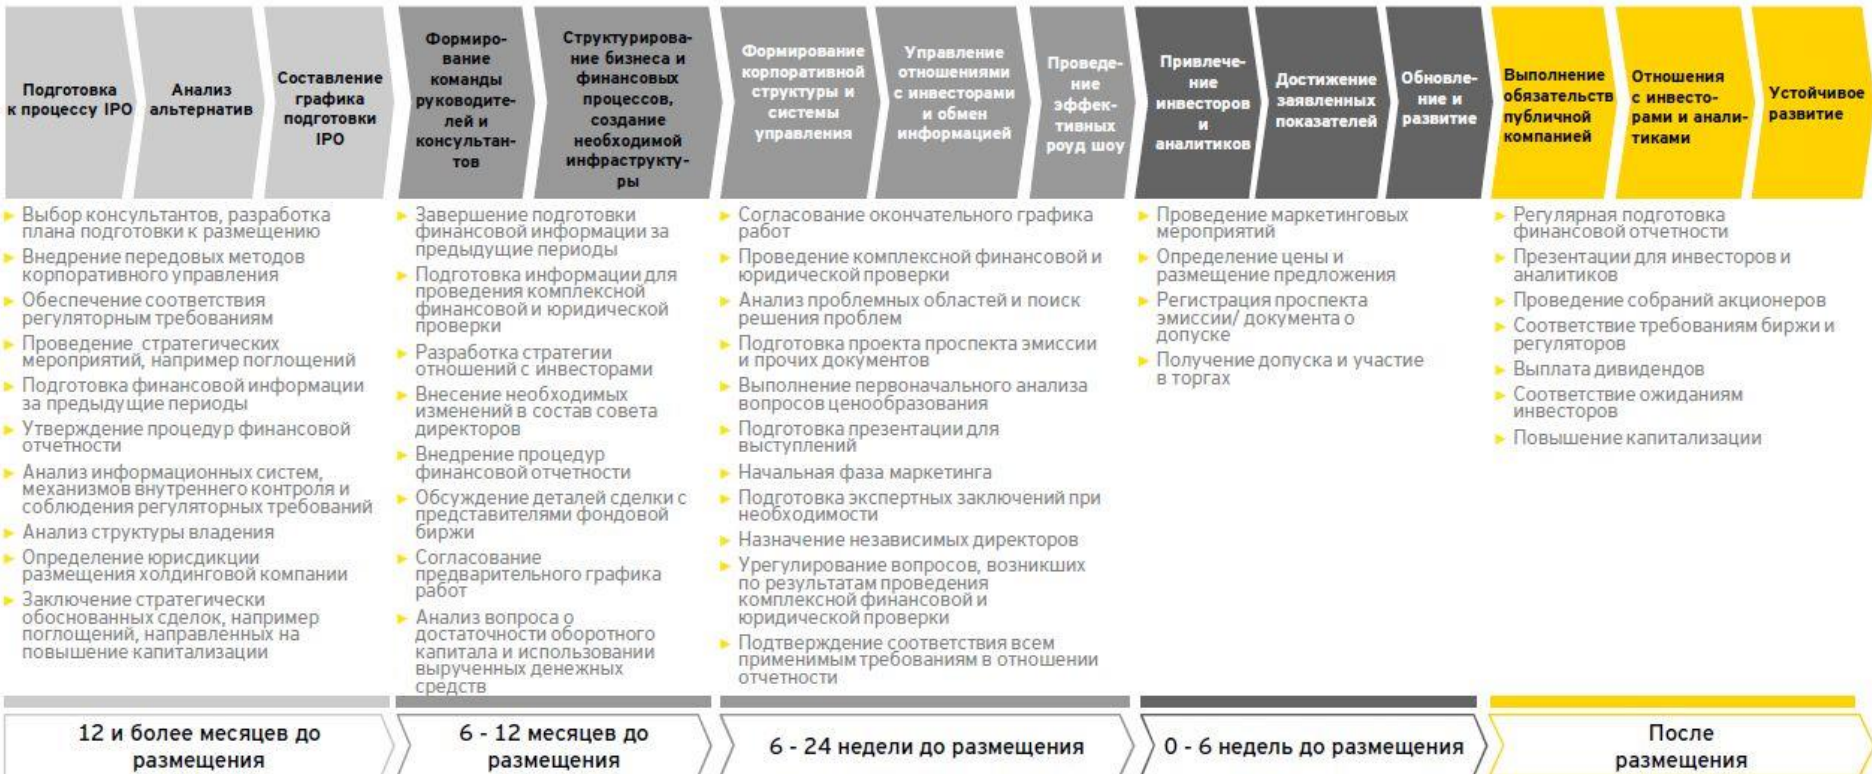 Подготовка
к процессу IPO
Анализ
альтернатив
Составление
графика
подготовки
IPO
Формиро-
вание
команды
руководите-
лей и
консультан-
тов
Структурирова-
ние бизнеса и
финансовых
процессов,
создание
необходимой
инфраструкту-
ры
Формирование
корпоративной
структуры и
системы
управления
Управление
отношениями
с инвесторами
и обмен
информацией
Проведе-
ние
эффек-
тивных
роуд шоу
Привлече-
ние
инвесторов
и
аналитиков
Достижение
заявленных
показателей
Обновле-
ние и
развитие
Выполнение
обязательств
публичной
компанией
Отношения
с инвесто-
рами и анали-
тиками
Устойчивое
развитие
Выбор консультантов, разработка
плана подготовки к размещению
Внедрение передовых методов
корпоративного управления
Обеспечение соответствия
регуляторным требованиям
Проведение стратегических
мероприятий, например поглощений
Подготовка финансовой информации
за предыдущие периоды
Утверждение процедур финансовой
отчетности
Анализ информационных систем,
механизмов внутреннего контроля и
соблюдения регуляторных требований
Анализ структуры владения
Определение юрисдикции
размещения холдинговой компании
Заключение стратегически
обоснованных сделок, например
поглощений, направленных на
повышение капитализации
Завершение подготовки
финансовой информации за
предыдущие периоды
Подготовка информации для
проведения комплексной
финансовой и юридической
проверки
Разработка стратегии
отношений с инвесторами
Внесение необходимых
изменений в состав совета
директоров
Внедрение процедур
финансовой отчетности
Обсуждение деталей сделки с
представителями фондовой
биржи
Согласование
предварительного графика
работ
Анализ вопроса о
достаточности оборотного
капитала и использовании
вырученных денежных
средств
Согласование окончательного графика
работ
Проведение комплексной финансовой и
юридической проверки
Анализ проблемных областей и поиск
решения проблем
Подготовка проекта проспекта эмиссии
и прочих документов
Выполнение первоначального анализа
вопросов ценообразования
Подготовка презентации для
выступлений
Начальная фаза маркетинга
Подготовка экспертных заключений при
необходимости
Назначение независимых директоров
Урегулирование вопросов, возникших
по результатам проведения
комплексной финансовой и
юридической проверки
Подтверждение соответствия всем
применимым требованиям в отношении
отчетности
Проведение маркетинговых
мероприятий
Определение цены и
размещение предложения
Регистрация проспекта
эмиссии/ документа о
допуске
Получение допуска и участие
в торгах
Регулярная подготовка
финансовой отчетности
Презентации для инвесторов и
аналитиков
Проведение собраний акционеров
Соответствие требованиям биржи и
регуляторов
Выплата дивидендов
Соответствие ожиданиям
инвесторов
Повышение капитализации
12 и более месяцев до
размещения
6 - 12 месяцев до
размещения
6 - 24 недели до размещения
0 - 6 недель до размещения
После
размещения